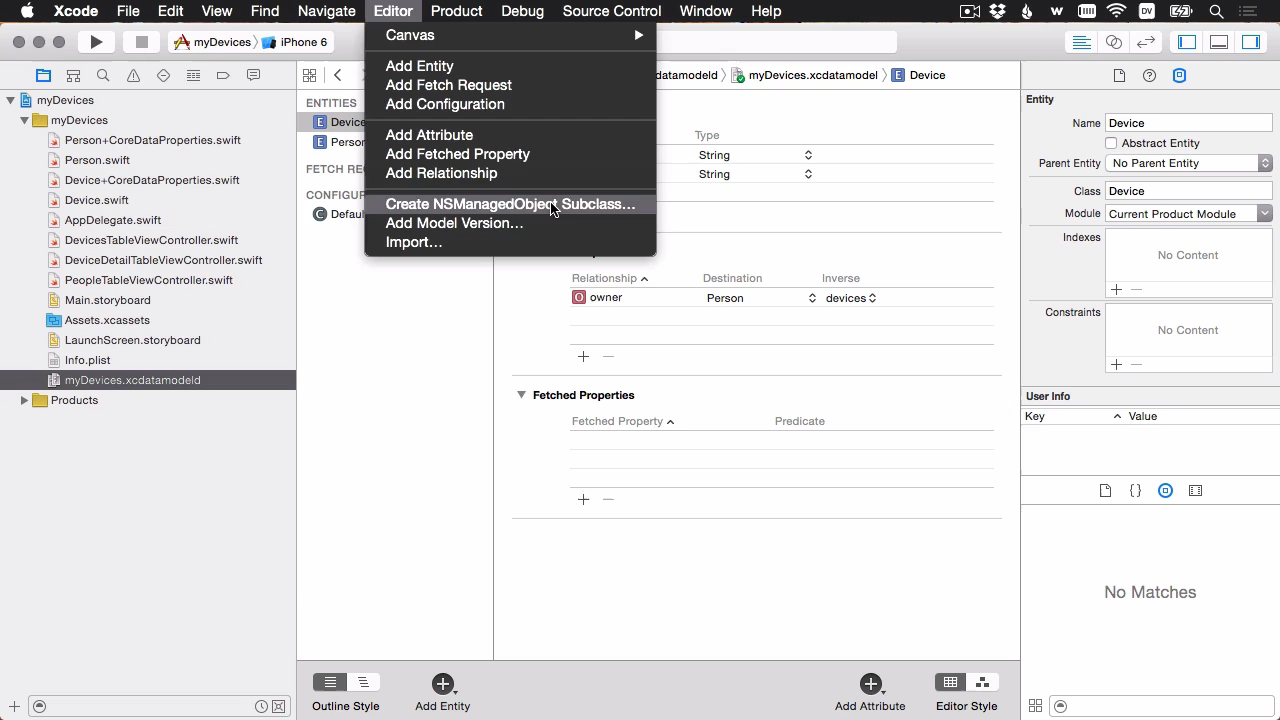 Xcode File Edit View Find Navigate Editor Product Debug Source Control Window Help
DV
myDevices iPhone 6
myDevices
myDevices
Person+CoreDataProperties.swift
Person.swift
Device+CoreDataProperties.swift
Device.swift
AppDelegate.swift
DevicesTableViewController.swift
DeviceDetailTableViewController.swift
PeopleTableViewController.swift
Main.storyboard
Assets.xcassets
LaunchScreen.storyboard
Info.plist
myDevices.xcdatamodeld
Products
ENTITIES
E Device
E Person
FETCH RE
CONFIGU
C Defaul
Canvas
Add Entity
Add Fetch Request
Add Configuration
Add Attribute
Add Fetched Property
Add Relationship
Create NSManagedObject Subclass...
Add Model Version...
Import...
datamodeld myDevices.xcdatamodel E Device
Type
String
String
Relationship Destination Inverse
O owner Person devices
+ −
Fetched Properties
Fetched Property Predicate
+ −
Outline Style
Add Entity
Add Attribute
Editor Style
Entity
Name Device
Abstract Entity
Parent Entity No Parent Entity
Class Device
Module Current Product Module
Indexes
No Content
+ −
Constraints
No Content
+ −
User Info
Key Value
{}
No Matches